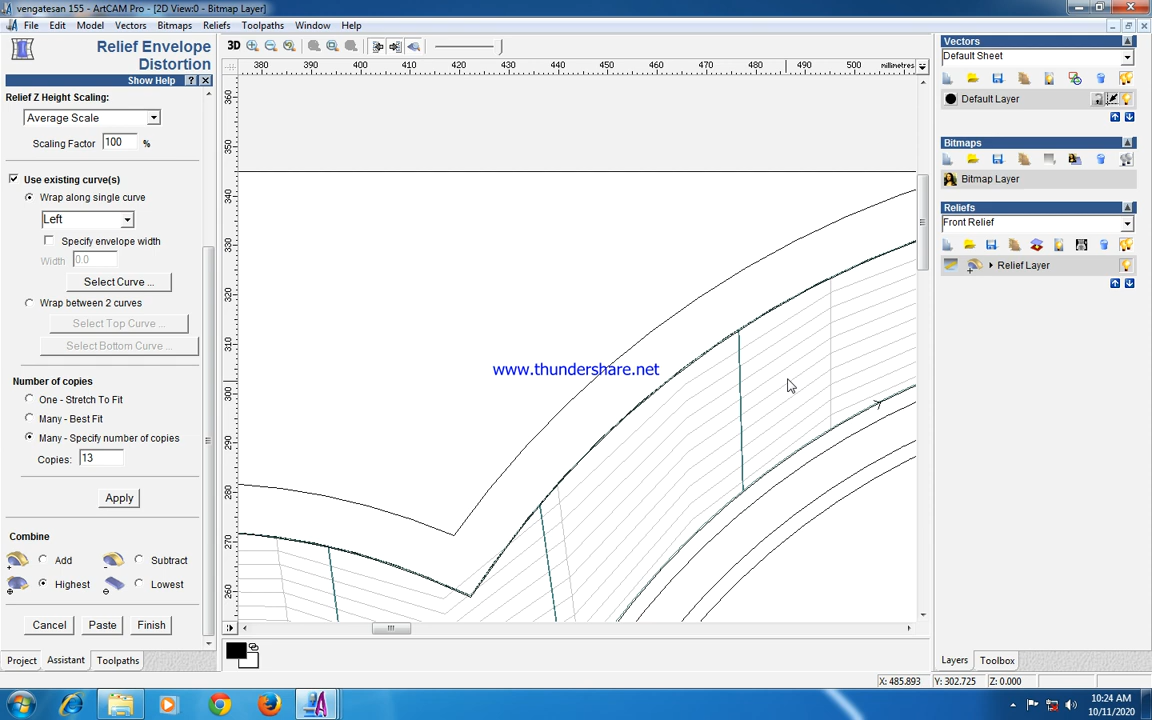 vengatesan 155 - ArtCAM Pro - [2D View:0 - Bitmap Layer]
File Edit Model Vectors Bitmaps Reliefs Toolpaths Window Help
Relief Envelope
Distortion
Show Help ? X
Relief Z Height Scaling:
Average Scale
Scaling Factor 100 %
Use existing curve(s)
Wrap along single curve
Left
Specify envelope width
Width 0.0
Select Curve ...
Wrap between 2 curves
Select Top Curve ...
Select Bottom Curve ...
Number of copies
One - Stretch To Fit
Many - Best Fit
Many - Specify number of copies
Copies: 13
Apply
Combine
Add Subtract
Highest Lowest
Cancel Paste Finish
Project Assistant Toolpaths
3D
380 390 400 410 420 430 440 450 460 470 480 490 500 millimetres
360
350
340
330
320
310
300
290
280
270
260
www.thundershare.net
Vectors
Default Sheet
Default Layer
Bitmaps
Bitmap Layer
Reliefs
Front Relief
Relief Layer
Layers Toolbox
X: 485.893 Y: 302.725 Z: 0.000
10:24 AM
10/11/2020